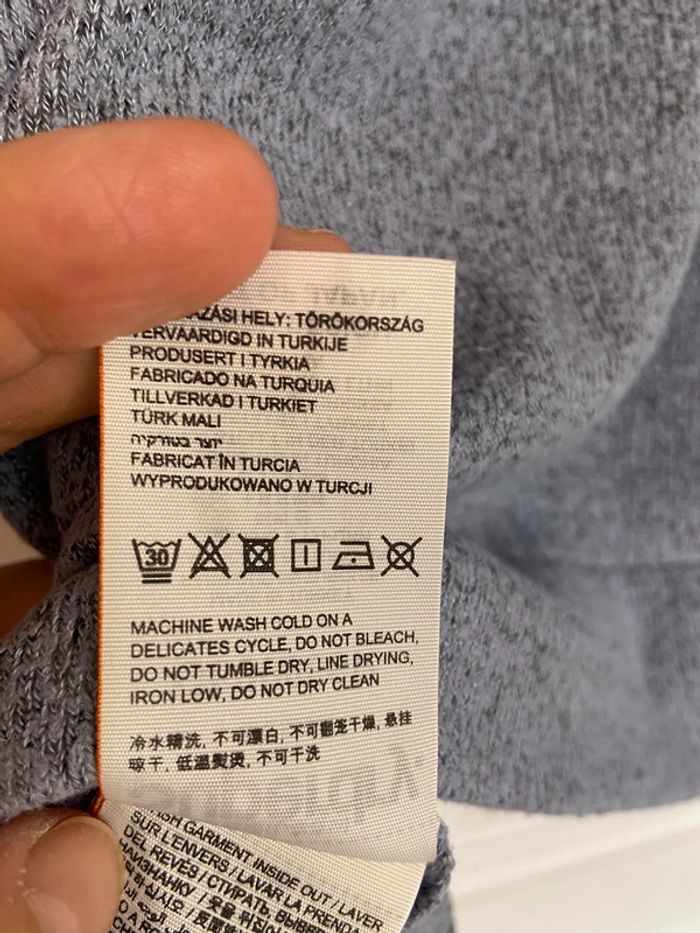 HELY: TÖRÖKORSZÁG
VERVAARDIGD IN TURKIJE
PRODUSERT I TYRKIA
FABRICADO NA TURQUIA
TILLVERKAD I TURKIET
TÜRK MALI
יוצר בטורקיה
FABRICAT ÎN TURCIA
WYPRODUKOWANO W TURCJI
30
MACHINE WASH COLD ON A
DELICATES CYCLE, DO NOT BLEACH,
DO NOT TUMBLE DRY, LINE DRYING,
IRON LOW, DO NOT DRY CLEAN
冷水精洗, 不可漂白, 不可翻笼干燥, 悬挂
晾干, 低温熨烫, 不可干洗
GARMENT INSIDE OUT / LAVER
SUR L'ENVERS / LAVAR LA PRENDA
DEL REVÉS / СТИРАТЬ,